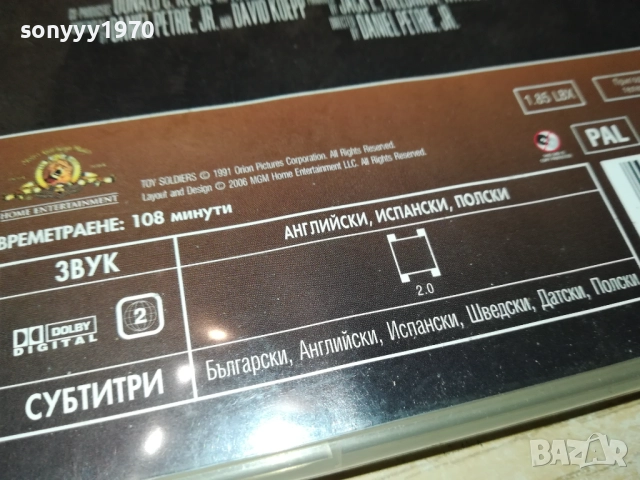 sonyyy1970
PETRIE, JR. and DAVID KOEPP
DANIEL PETRIE, JR.
1.85 LBX
PAL
TOY SOLDIERS © 1991 Orion Pictures Corporation. All Rights Reserved.
Layout and Design © 2006 MGM Home Entertainment LLC. All Rights Reserved.
HOME ENTERTAINMENT
ВРЕМЕТРАЕНЕ: 108 минути
ЗВУК
АНГЛИЙСКИ, ИСПАНСКИ, ПОЛСКИ
DOLBY
DIGITAL
2
2.0
СУБТИТРИ
Български, Английски, Испански, Шведски, Датски, Полски
BAZAR